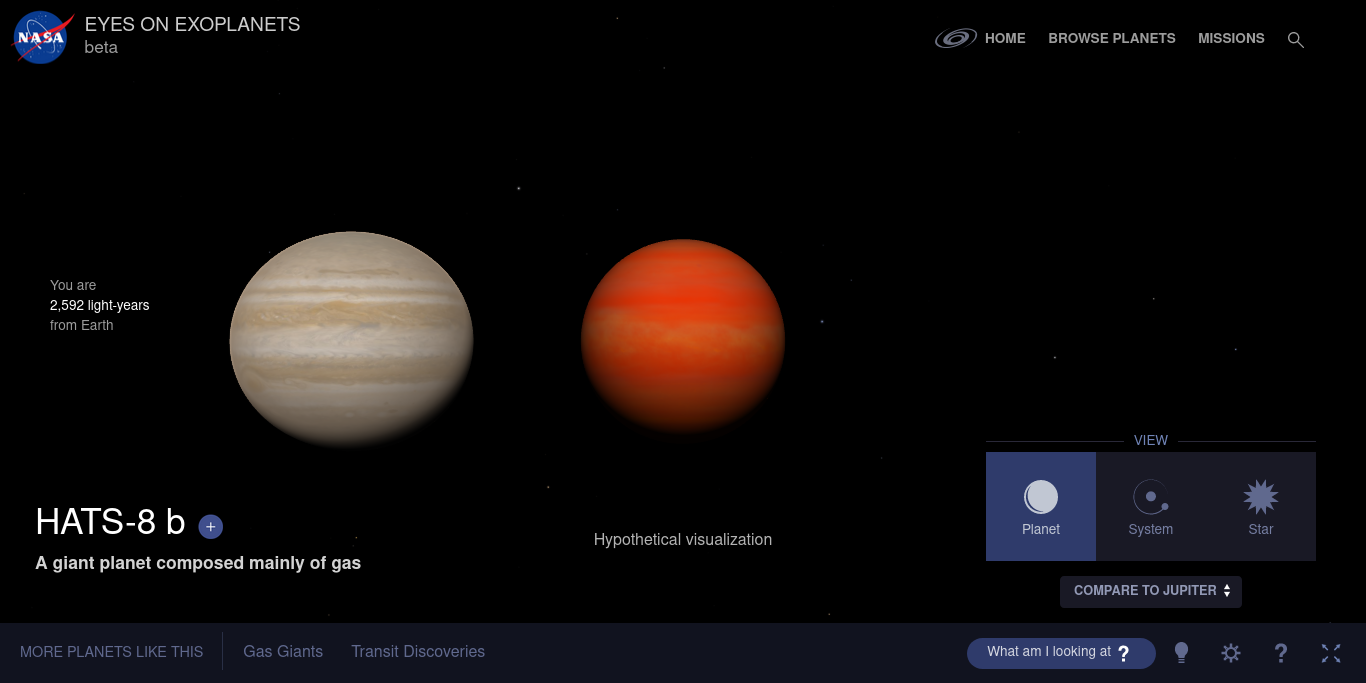 NASA
EYES ON EXOPLANETS
beta
HOME
BROWSE PLANETS
MISSIONS
You are
2,592 light-years
from Earth
HATS-8 b +
A giant planet composed mainly of gas
Hypothetical visualization
VIEW
Planet
System
Star
COMPARE TO JUPITER
MORE PLANETS LIKE THIS
Gas Giants
Transit Discoveries
What am I looking at ?
?